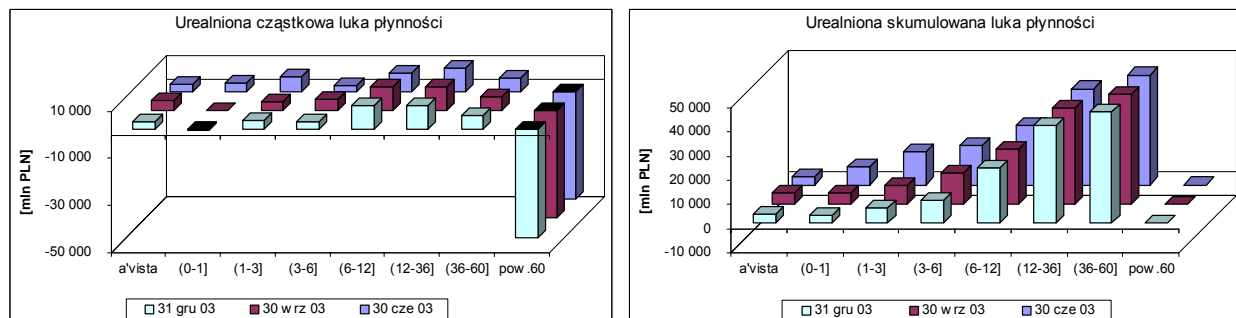 Urealniona cząstkowa luka płynności
10 000
-10 000
-30 000
-50 000
[mln PLN]
a'vista (0-1] (1-3] (3-6] (6-12] (12-36] (36-60] pow .60
31 gru 03 30 w rz 03 30 cze 03
Urealniona skumulowana luka płynności
50 000
40 000
30 000
20 000
10 000
0
-10 000
[mln PLN]
a'vista (0-1] (1-3] (3-6] (6-12] (12-36] (36-60] pow .60
31 gru 03 30 w rz 03 30 cze 03